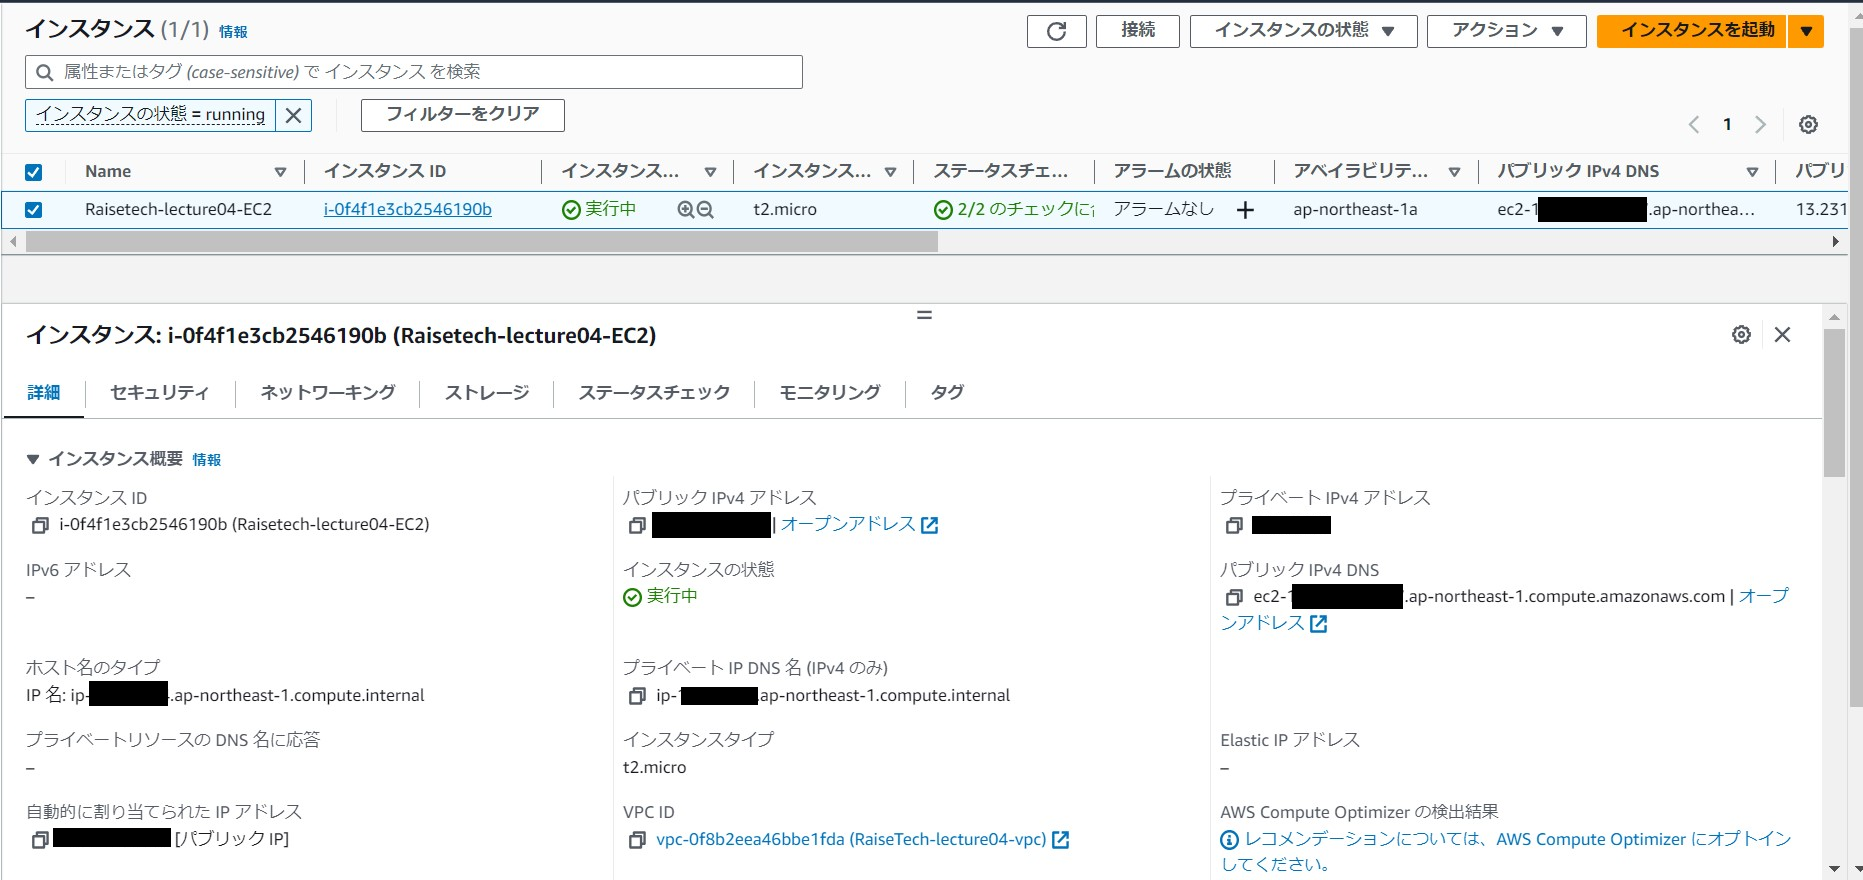 インスタンス (1/1) 情報
接続
インスタンスの状態 ▼
アクション ▼
インスタンスを起動 ▼
属性またはタグ (case-sensitive) で インスタンス を検索
インスタンスの状態 = running
フィルターをクリア
1
Name インスタンス ID インスタンス... インスタンス... ステータスチェ... アラームの状態 アベイラビリテ... パブリック IPv4 DNS パブリ
Raisetech-lecture04-EC2 i-0f4f1e3cb2546190b 実行中 t2.micro 2/2 のチェックに アラームなし + ap-northeast-1a ec2-1 .ap-northea... 13.231
インスタンス: i-0f4f1e3cb2546190b (Raisetech-lecture04-EC2)
詳細 セキュリティ ネットワーキング ストレージ ステータスチェック モニタリング タグ
▼ インスタンス概要 情報
インスタンス ID
i-0f4f1e3cb2546190b (Raisetech-lecture04-EC2)
パブリック IPv4 アドレス
| オープンアドレス
プライベート IPv4 アドレス
IPv6 アドレス
–
インスタンスの状態
実行中
パブリック IPv4 DNS
ec2-1 .ap-northeast-1.compute.amazonaws.com | オープ
ンアドレス
ホスト名のタイプ
IP 名: ip- .ap-northeast-1.compute.internal
プライベート IP DNS 名 (IPv4 のみ)
ip-1 .ap-northeast-1.compute.internal
プライベートリソースの DNS 名に応答
–
インスタンスタイプ
t2.micro
Elastic IP アドレス
–
自動的に割り当てられた IP アドレス
[パブリック IP]
VPC ID
vpc-0f8b2eea46bbe1fda (RaiseTech-lecture04-vpc)
AWS Compute Optimizer の検出結果
レコメンデーションについては、AWS Compute Optimizer にオプトイン
してください。